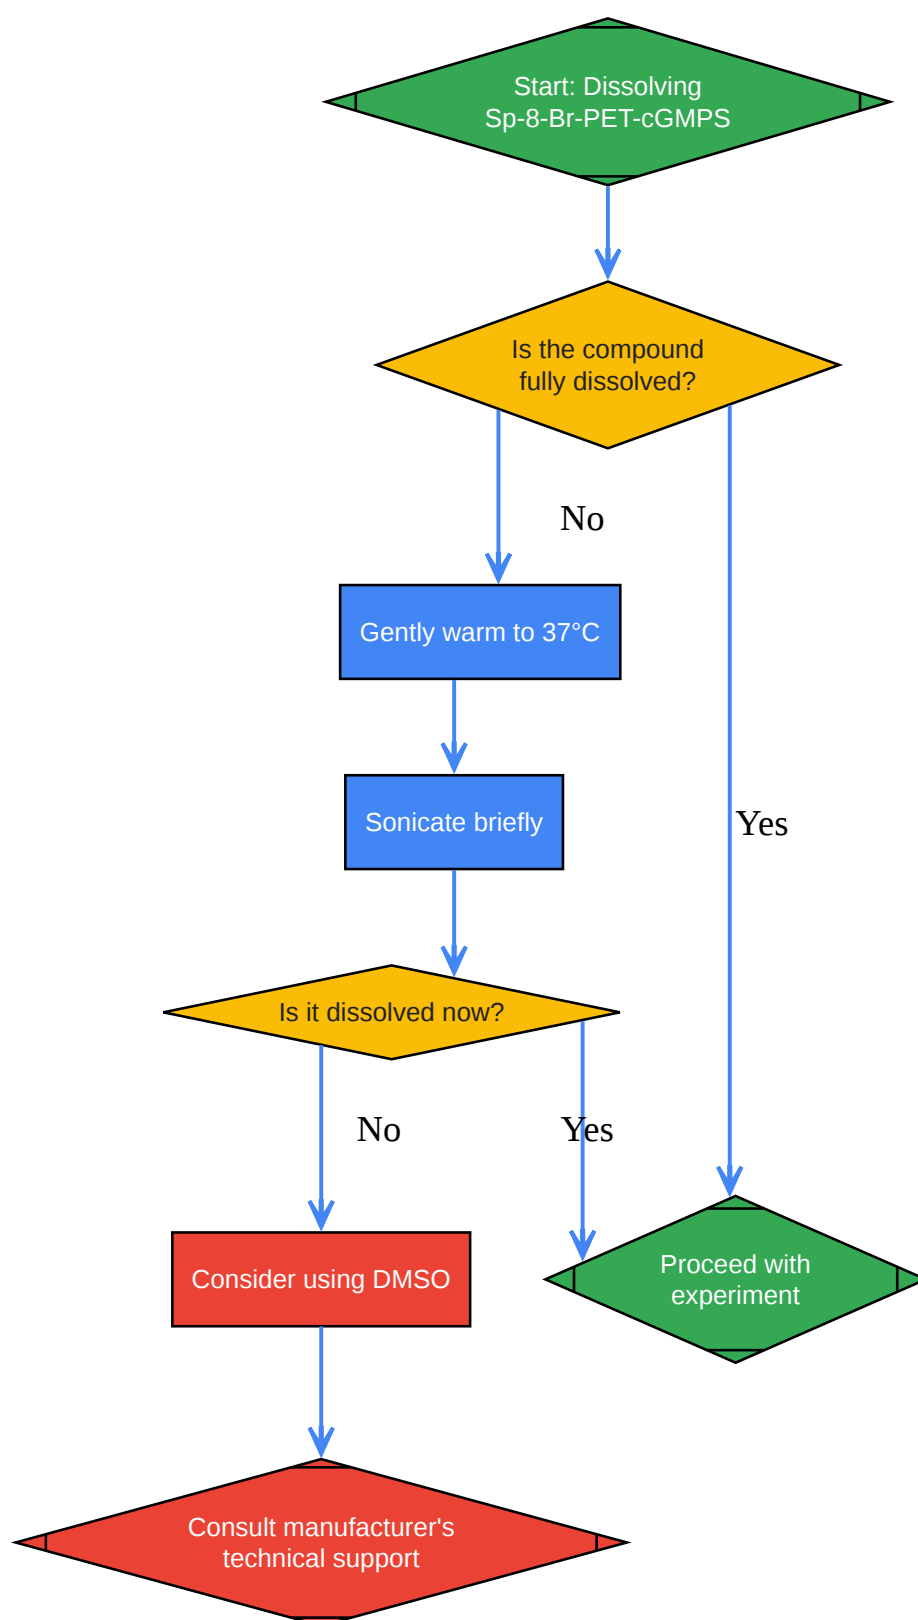 Start: Dissolving
Sp-8-Br-PET-cGMPS
Is the compound
fully dissolved?
No
Gently warm to 37°C
Sonicate briefly
Yes
Is it dissolved now?
No
Yes
Consider using DMSO
Proceed with
experiment
Consult manufacturer's
technical support